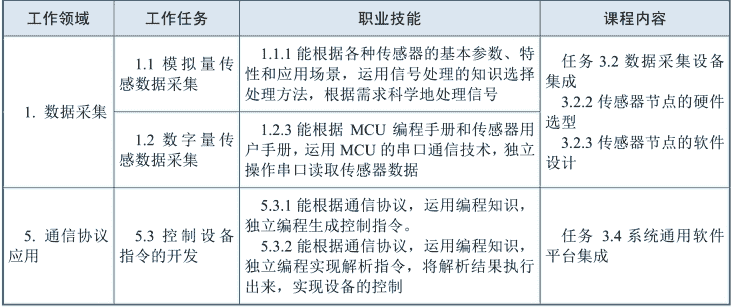 工作领域
工作任务
职业技能
课程内容
1. 数据采集
1.1 模拟量传
感数据采集
1.1.1 能根据各种传感器的基本参数、特
性和应用场景，运用信号处理的知识选择
处理方法，根据需求科学地处理信号
任务 3.2 数据采集设备
集成
3.2.2 传感器节点的硬件
选型
3.2.3 传感器节点的软件
设计
1.2 数字量传
感数据采集
1.2.3 能根据 MCU 编程手册和传感器用
户手册，运用 MCU 的串口通信技术，独立
操作串口读取传感器数据
5. 通信协议
应用
5.3 控制设备
指令的开发
5.3.1 能根据通信协议，运用编程知识，
独立编程生成控制指令。
5.3.2 能根据通信协议，运用编程知识，
独立编程实现解析指令，将解析结果执行
出来，实现设备的控制
任务 3.4 系统通用软件
平台集成